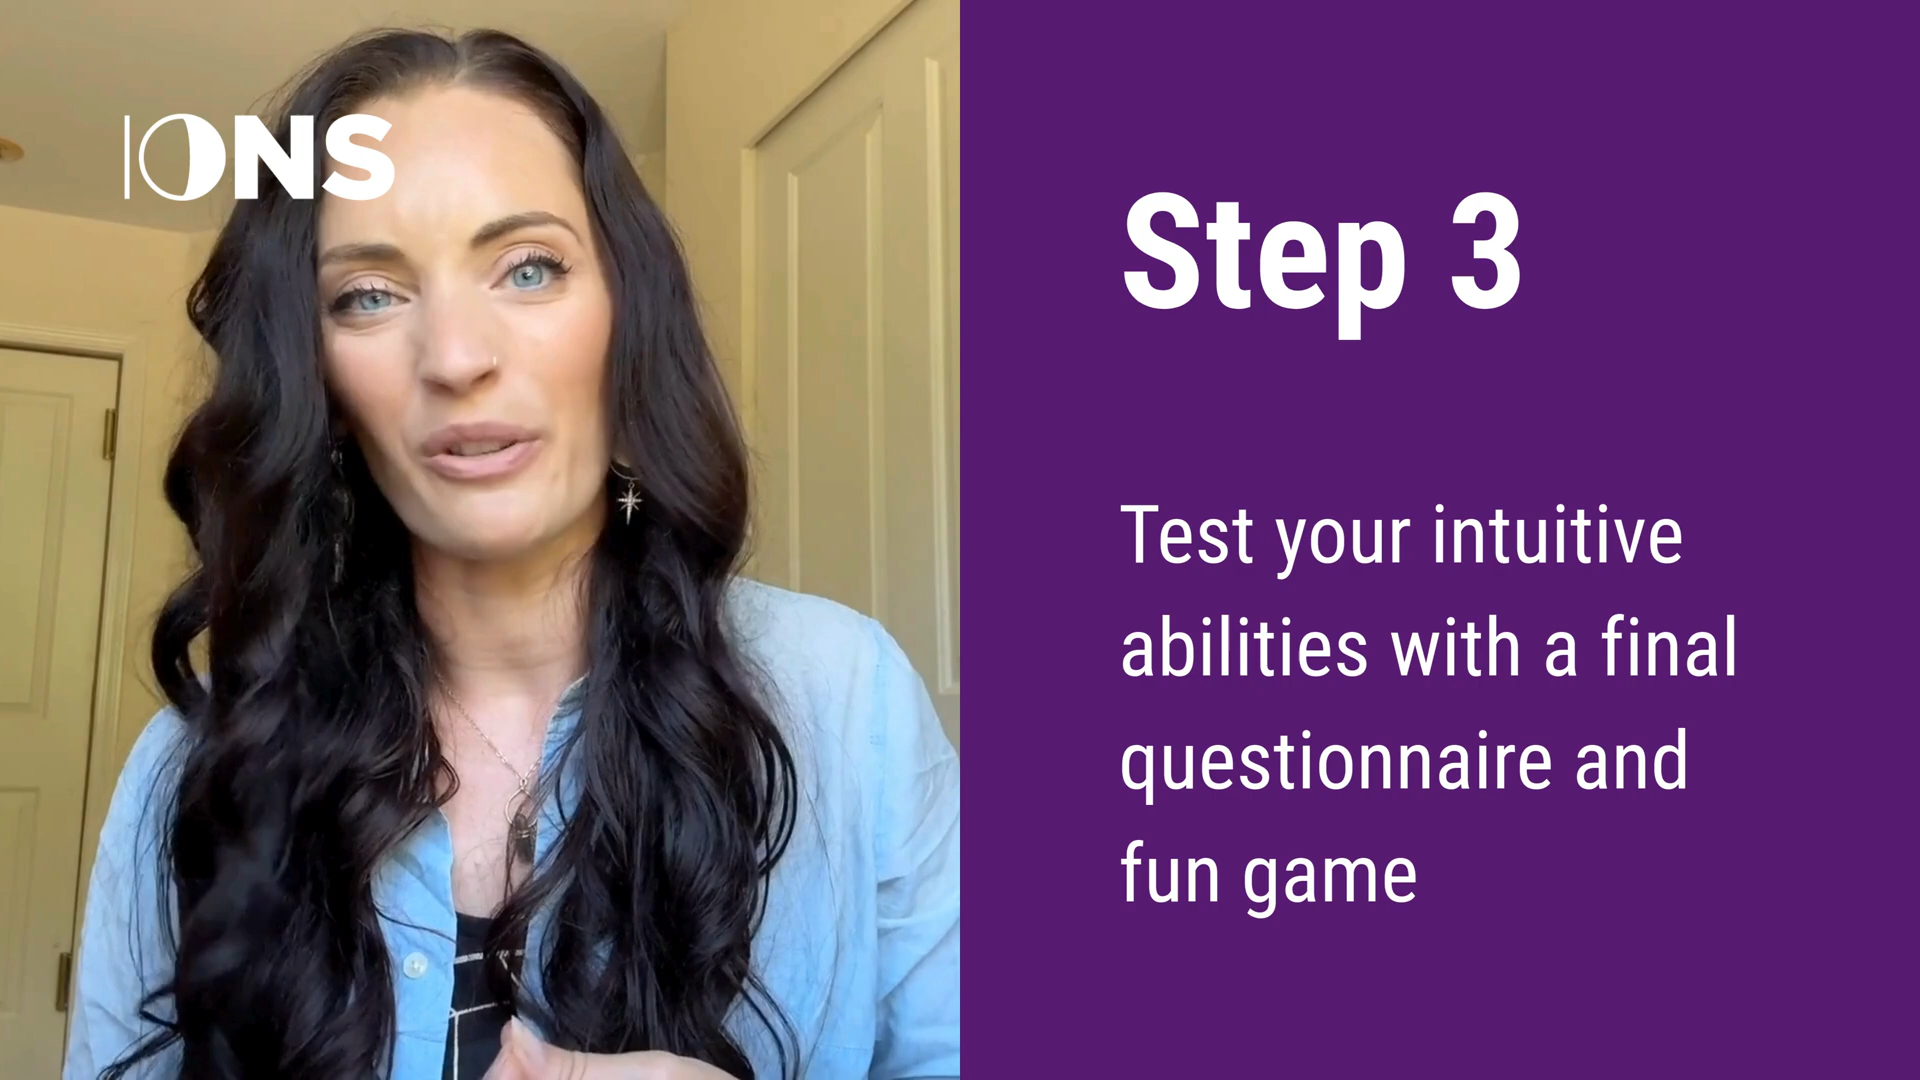 IONS
Step 3
Test your intuitive
abilities with a final
questionnaire and
fun game